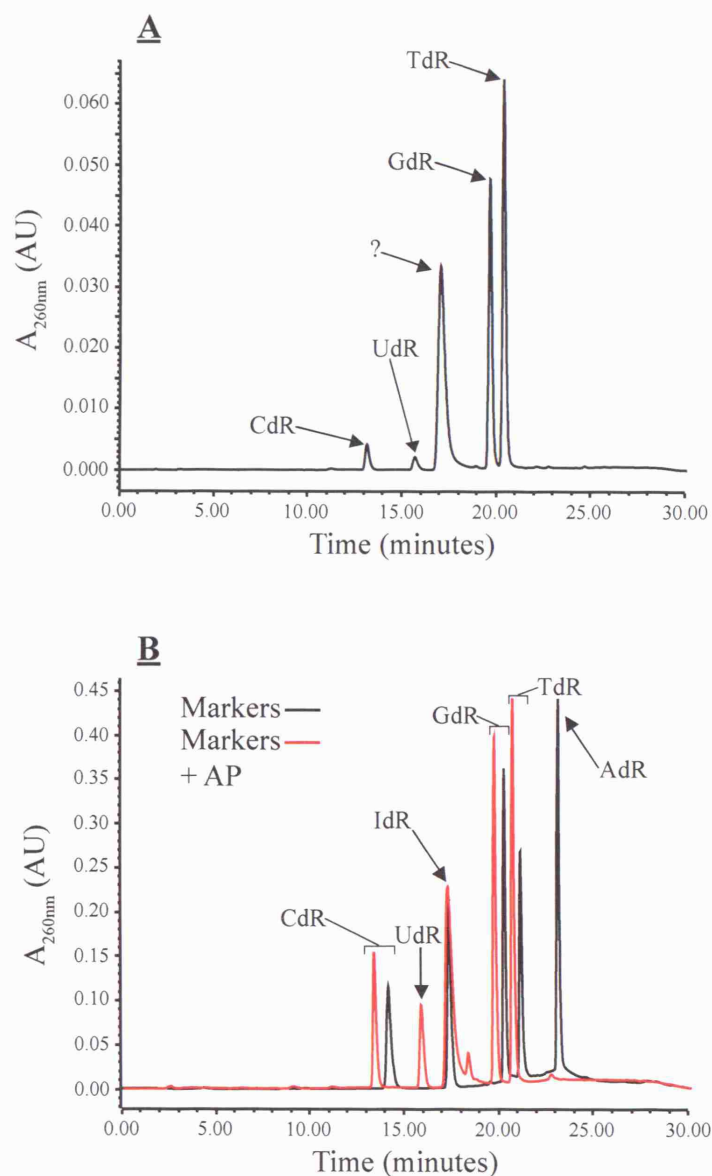 A
TdR
0.060
GdR
0.050
0.040
?
0.030
0.020
UdR
0.010
CdR
0.000
A260nm (AU)
0.00 5.00 10.00 15.00 20.00 25.00 30.00
Time (minutes)
B
0.45
TdR
Markers
GdR
0.40
Markers
+ AP
AdR
0.35
IdR
0.30
0.25
CdR
UdR
0.20
0.15
0.10
0.05
0.00
A260nm (AU)
0.00 5.00 10.00 15.00 20.00 25.00 30.00
Time (minutes)